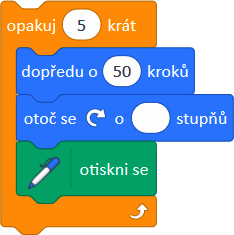 opakuj 5 krát
dopředu o 50 kroků
otoč se o stupňů
otiskni se